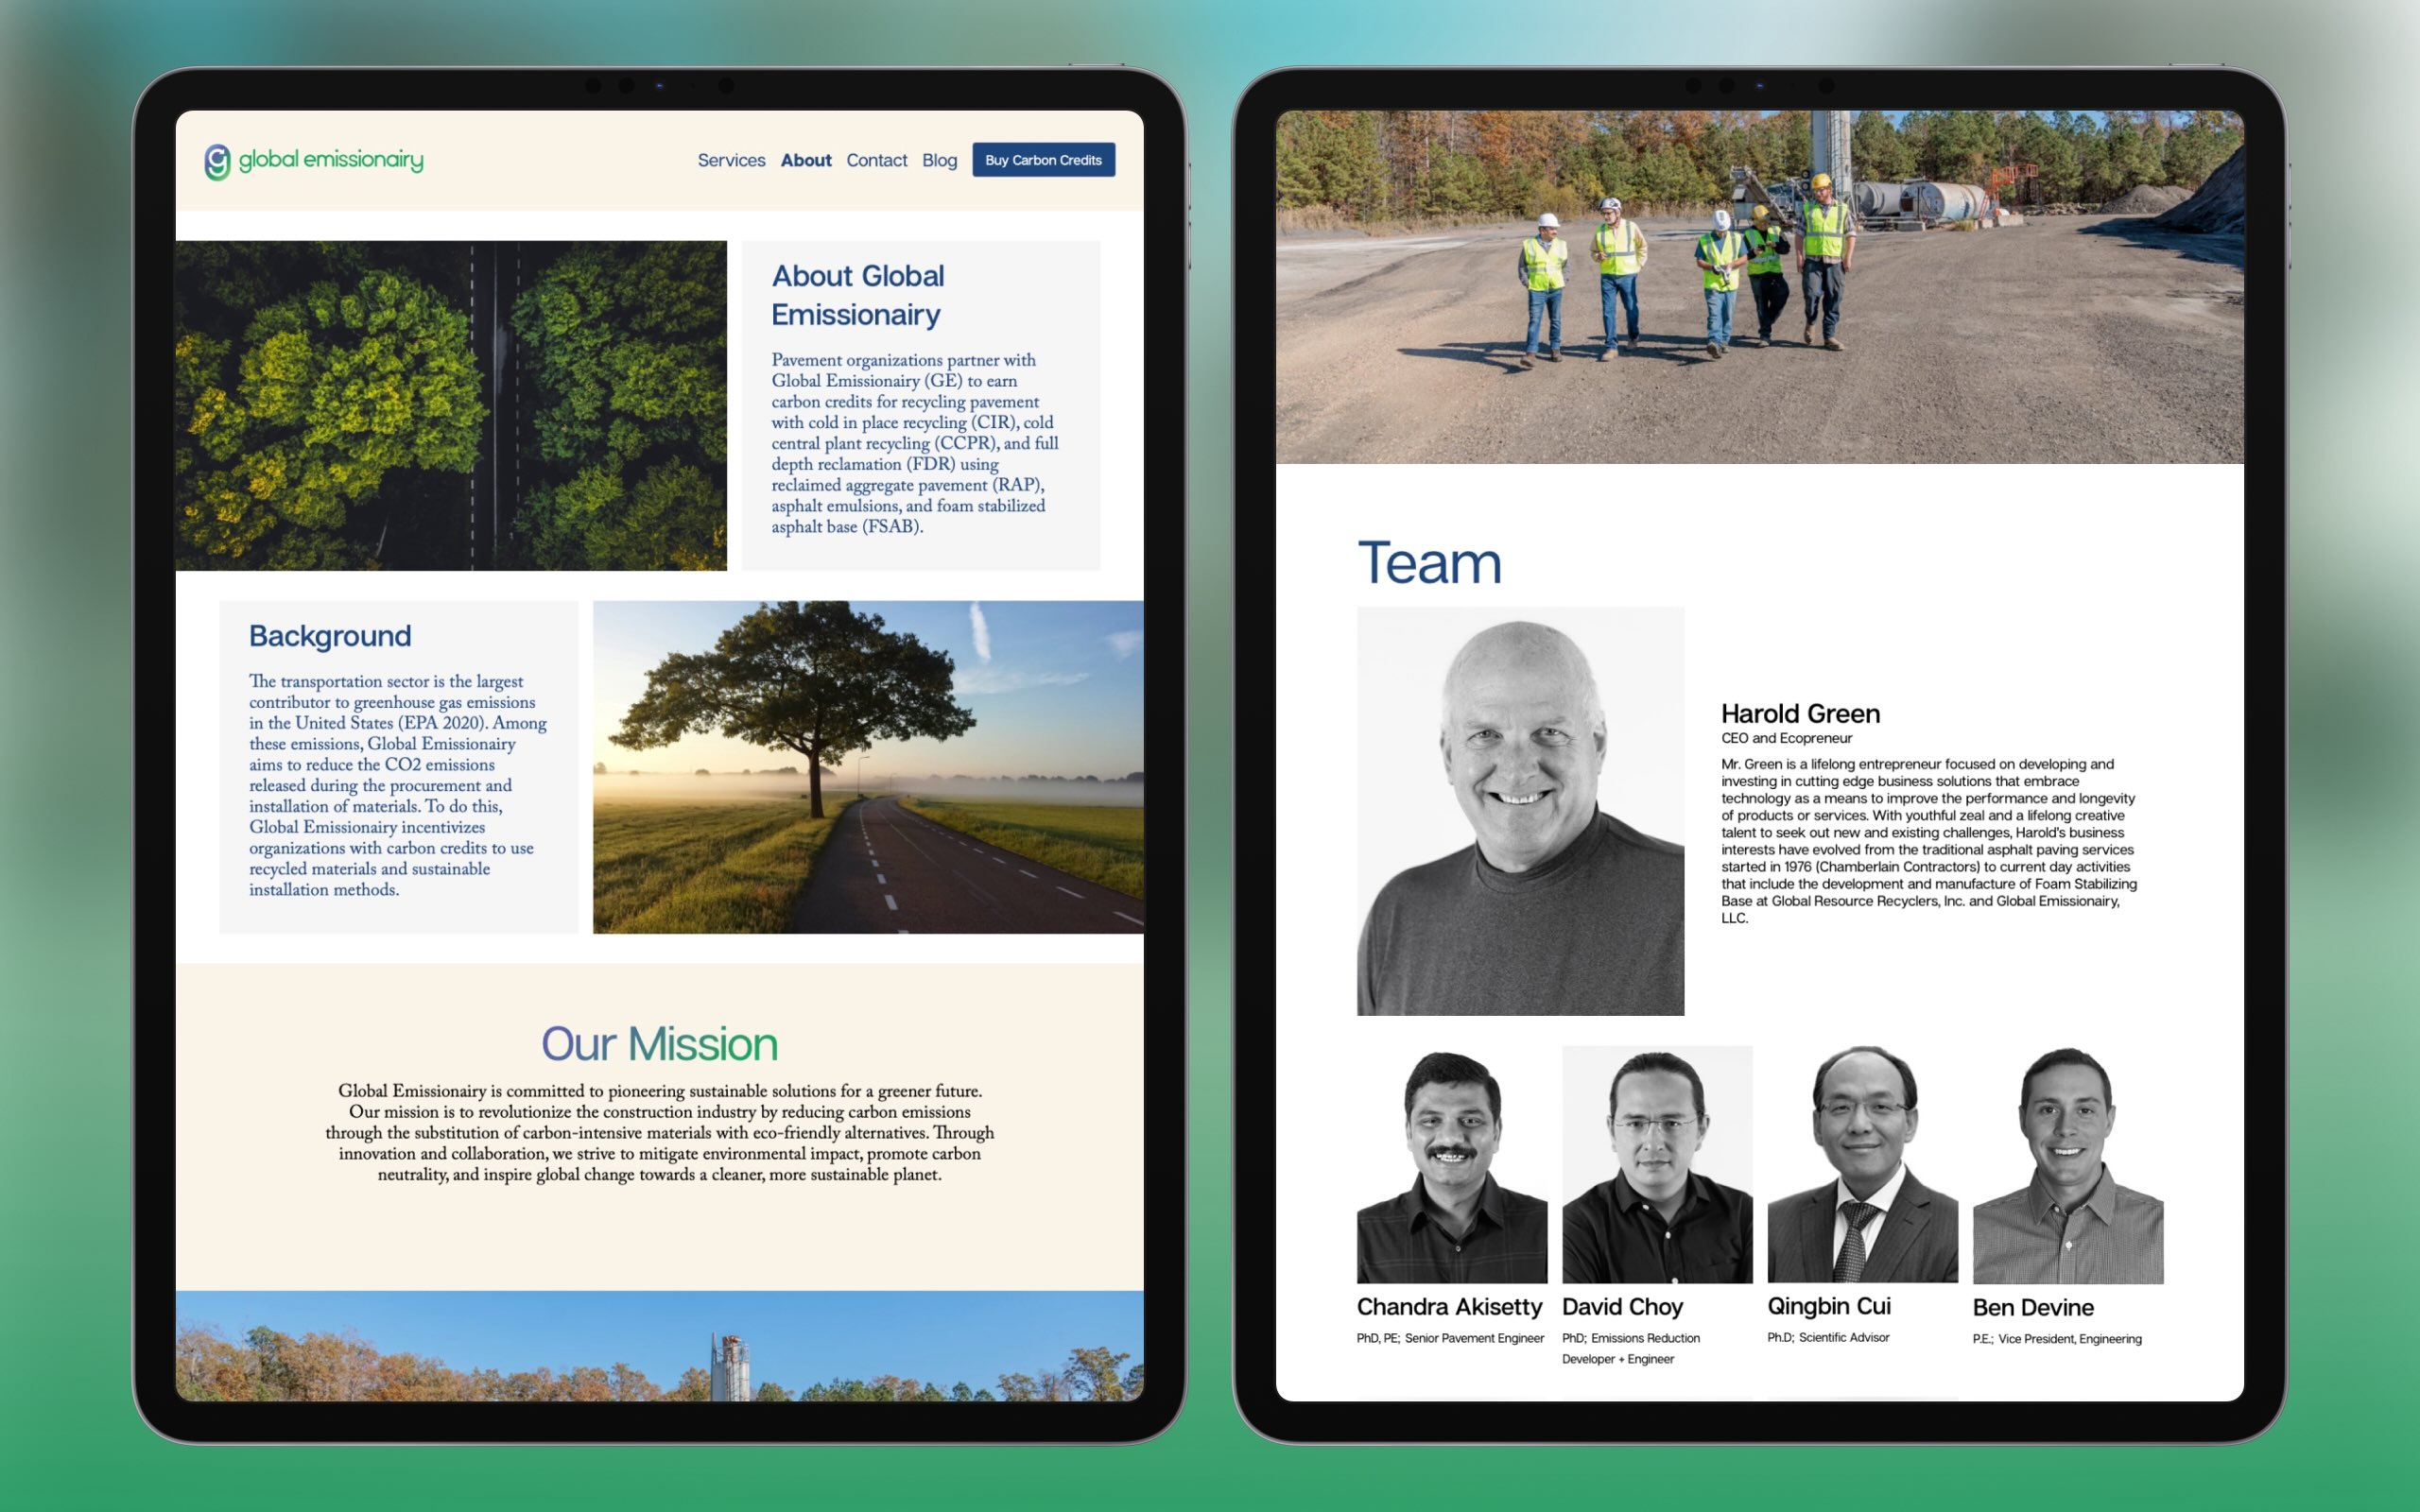 global emissionairy
Services About Contact Blog Buy Carbon Credits
About Global
Emissionairy
Pavement organizations partner with
Global Emissionairy (GE) to earn
carbon credits for recycling pavement
with cold in place recycling (CIR), cold
central plant recycling (CCPR), and full
depth reclamation (FDR) using
reclaimed aggregate pavement (RAP),
asphalt emulsions, and foam stabilized
asphalt base (FSAB).
Background
The transportation sector is the largest
contributor to greenhouse gas emissions
in the United States (EPA 2020). Among
these emissions, Global Emissionairy
aims to reduce the CO2 emissions
released during the procurement and
installation of materials. To do this,
Global Emissionairy incentivizes
organizations with carbon credits to use
recycled materials and sustainable
installation methods.
Our Mission
Global Emissionairy is committed to pioneering sustainable solutions for a greener future.
Our mission is to revolutionize the construction industry by reducing carbon emissions
through the substitution of carbon-intensive materials with eco-friendly alternatives. Through
innovation and collaboration, we strive to mitigate environmental impact, promote carbon
neutrality, and inspire global change towards a cleaner, more sustainable planet.
Team
Harold Green
CEO and Ecopreneur
Mr. Green is a lifelong entrepreneur focused on developing and
investing in cutting edge business solutions that embrace
technology as a means to improve the performance and longevity
of products or services. With youthful zeal and a lifelong creative
talent to seek out new and existing challenges, Harold's business
interests have evolved from the traditional asphalt paving services
started in 1976 (Chamberlain Contractors) to current day activities
that include the development and manufacture of Foam Stabilizing
Base at Global Resource Recyclers, Inc. and Global Emissionairy,
LLC.
Chandra Akisetty
PhD, PE; Senior Pavement Engineer
David Choy
PhD; Emissions Reduction
Developer + Engineer
Qingbin Cui
Ph.D; Scientific Advisor
Ben Devine
P.E.; Vice President, Engineering